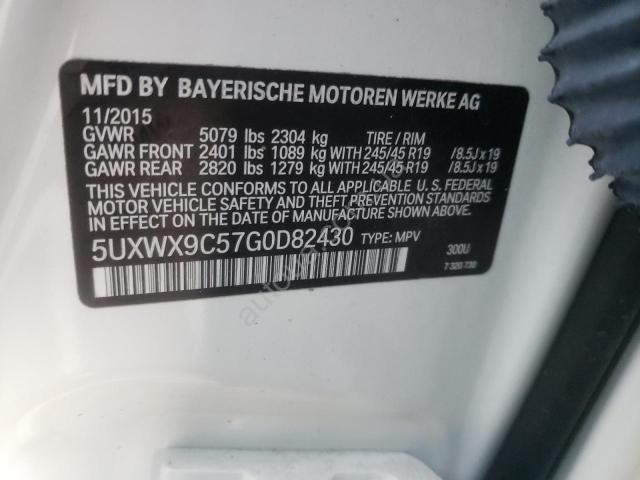 MFD BY BAYERISCHE MOTOREN WERKE AG
11/2015
GVWR 5079 lbs 2304 kg TIRE / RIM
GAWR FRONT 2401 lbs 1089 kg WITH 245/45 R19 /8.5J x 19
GAWR REAR 2820 lbs 1279 kg WITH 245/45 R19 /8.5J x 19
THIS VEHICLE CONFORMS TO ALL APPLICABLE U. S. FEDERAL
MOTOR VEHICLE SAFETY AND THEFT PREVENTION STANDARDS
IN EFFECT ON THE DATE OF MANUFACTURE SHOWN ABOVE.
5UXWX9C57G0D82430 TYPE: MPV
300U
7 320 730